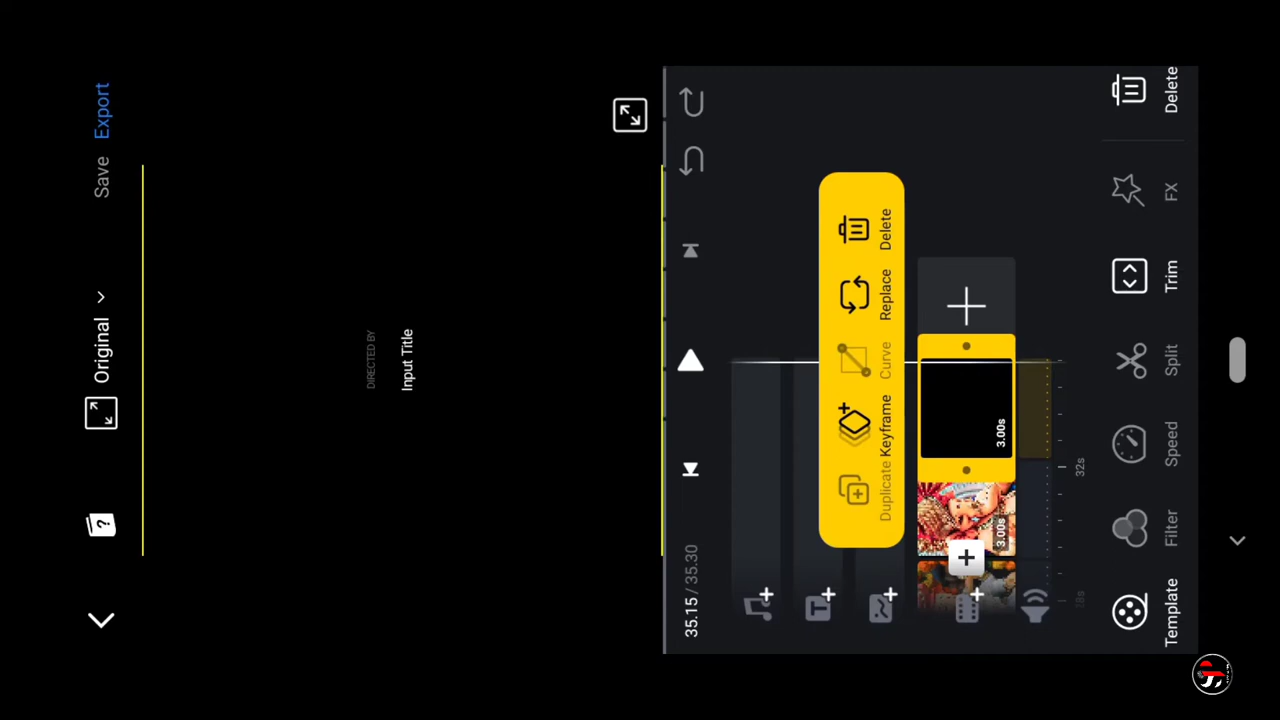 Original
Save
Export
DIRECTED BY
Input Title
35.15 / 35.30
Duplicate
Keyframe
Curve
Replace
Delete
3.00s
3.00s
28s
32s
Template
Filter
Speed
Split
Trim
FX
Delete